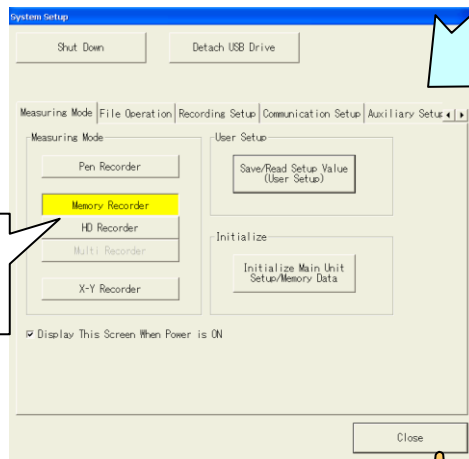 System Setup
Shut Down
Detach USB Drive
Measuring Mode File Operation Recording Setup Communication Setup Auxiliary Setup
Measuring Mode
User Setup
Pen Recorder
Save/Read Setup Value
(User Setup)
Memory Recorder
HD Recorder
Multi Recorder
Initialize
Initialize Main Unit
Setup/Memory Data
X-Y Recorder
Display This Screen When Power is ON
Close